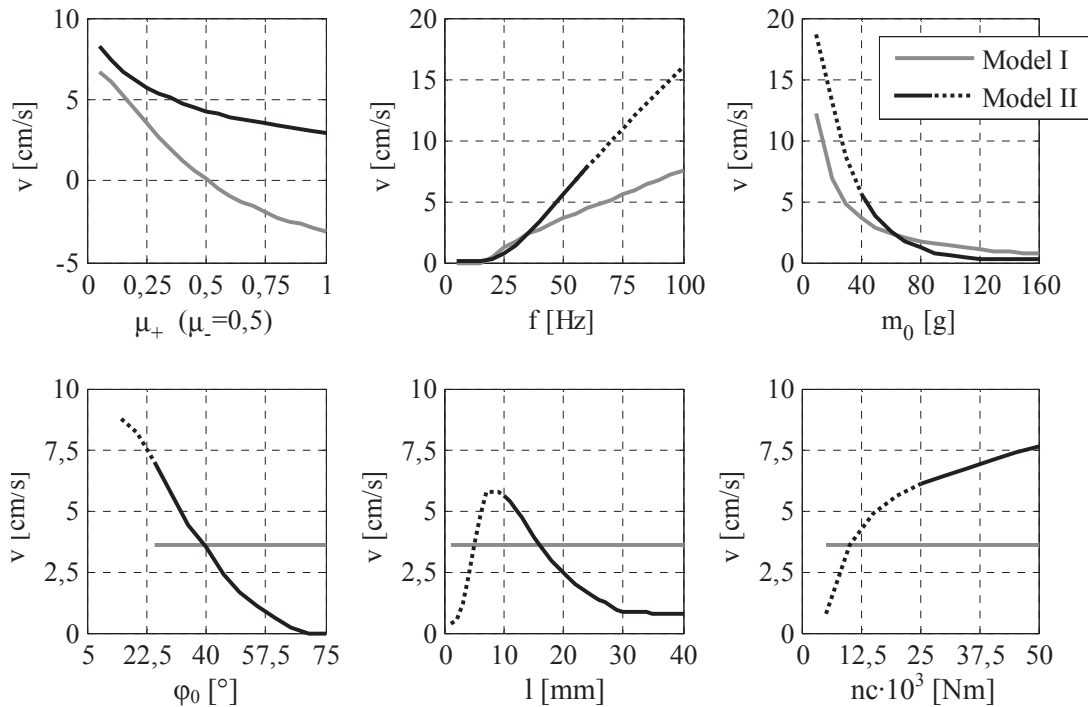 10
5
0
-5
v [cm/s]
0 0,25 0,5 0,75 1
μ₊ (μ₋=0,5)
20
15
10
5
0
v [cm/s]
0 25 50 75 100
f [Hz]
20
15
10
5
0
v [cm/s]
0 40 80 120 160
m₀ [g]
Model I
Model II
10
7,5
5
2,5
0
v [cm/s]
5 22,5 40 57,5 75
φ₀ [°]
10
7,5
5
2,5
0
v [cm/s]
0 10 20 30 40
l [mm]
10
7,5
5
2,5
0
v [cm/s]
0 12,5 25 37,5 50
nc·10³ [Nm]